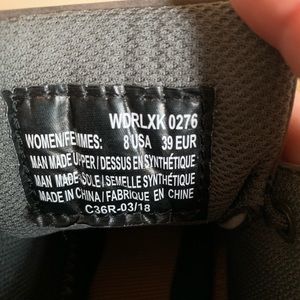 WDRLXK 0276
WOMEN/FEMMES: 8 USA 39 EUR
MAN MADE UPPER/DESSUS EN SYNTHÉTIQUE
MAN MADE SOLE/SEMELLE SYNTHÉTIQUE
MADE IN CHINA/FABRIQUE EN CHINE
C36R-03/18